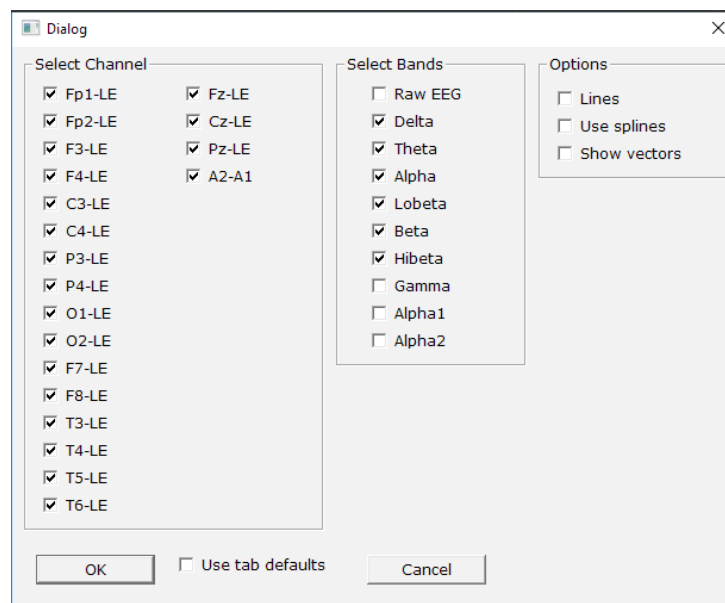 Dialog
Select Channel
Fp1-LE
Fp2-LE
F3-LE
F4-LE
C3-LE
C4-LE
P3-LE
P4-LE
O1-LE
O2-LE
F7-LE
F8-LE
T3-LE
T4-LE
T5-LE
T6-LE
Fz-LE
Cz-LE
Pz-LE
A2-A1
Select Bands
Raw EEG
Delta
Theta
Alpha
Lobeta
Beta
Hibeta
Gamma
Alpha1
Alpha2
Options
Lines
Use splines
Show vectors
OK
Use tab defaults
Cancel